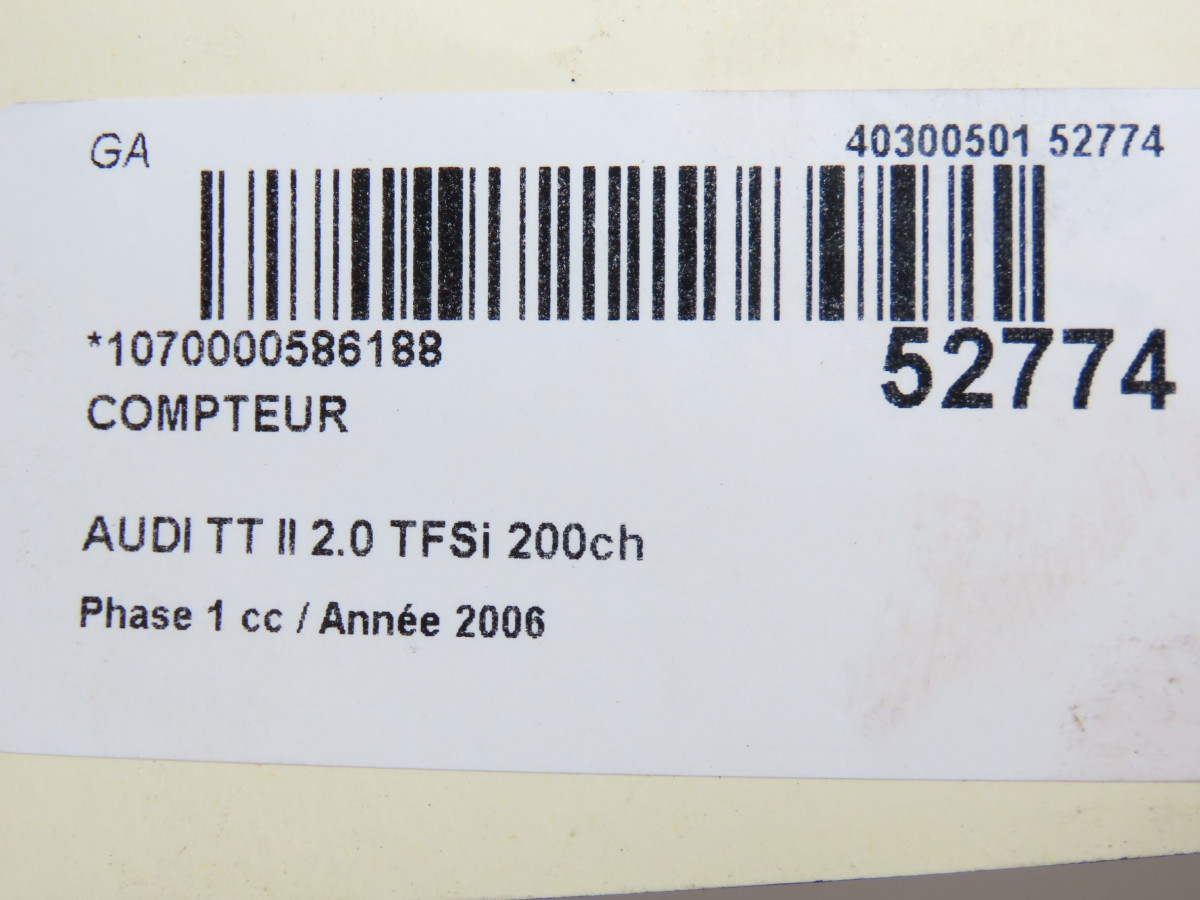 GA
40300501 52774
*1070000586188
52774
COMPTEUR
AUDI TT II 2.0 TFSi 200ch
Phase 1 cc / Année 2006